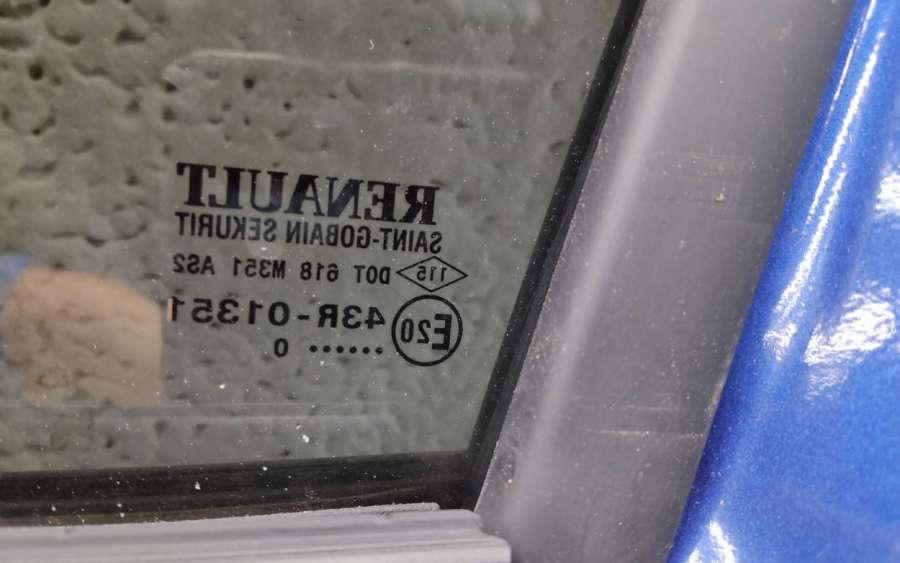 RENAULT
SAINT-GOBAIN SEKURIT
115 DOT 618 M351 AS2
E20 43R-01351
...... 0